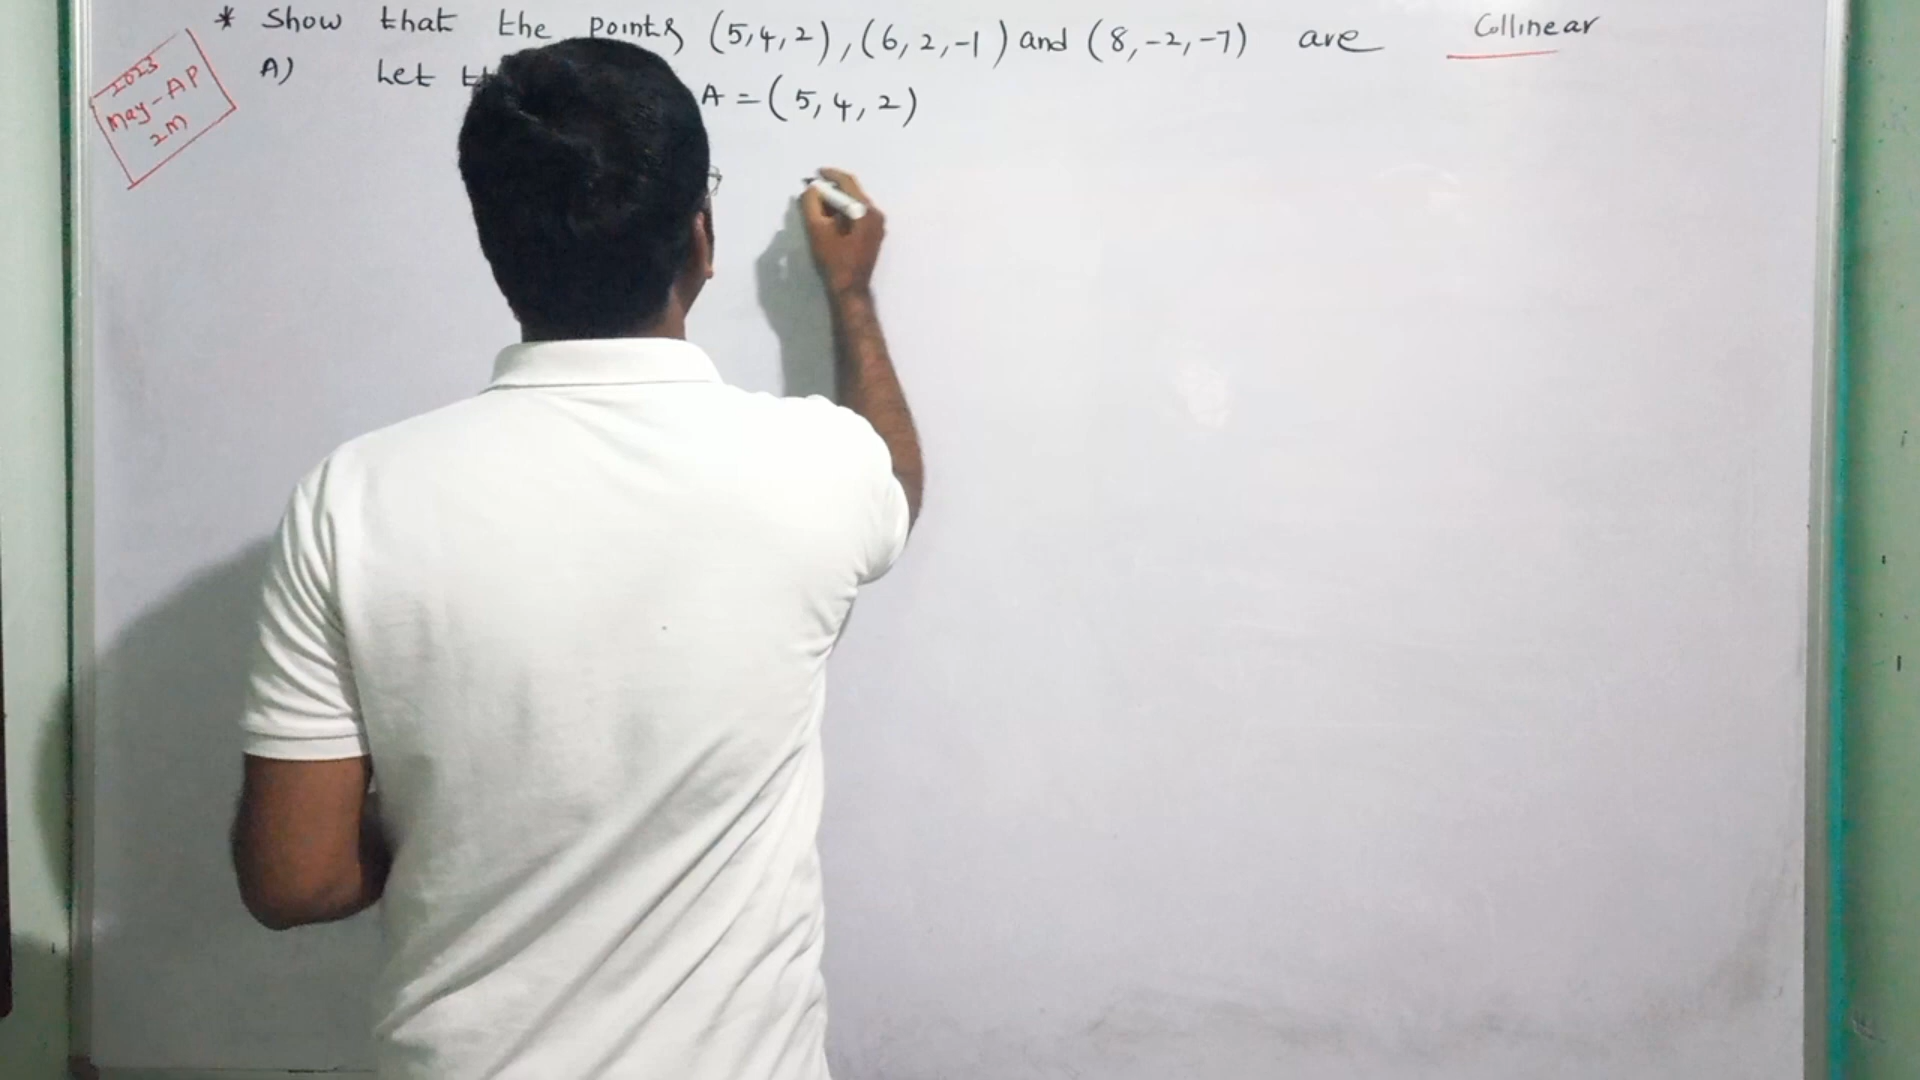 * Show that the points (5,4,2), (6,2,-1) and (8,-2,-7) are Collinear
2023
May-AP
2M
A) Let
A = (5, 4, 2)